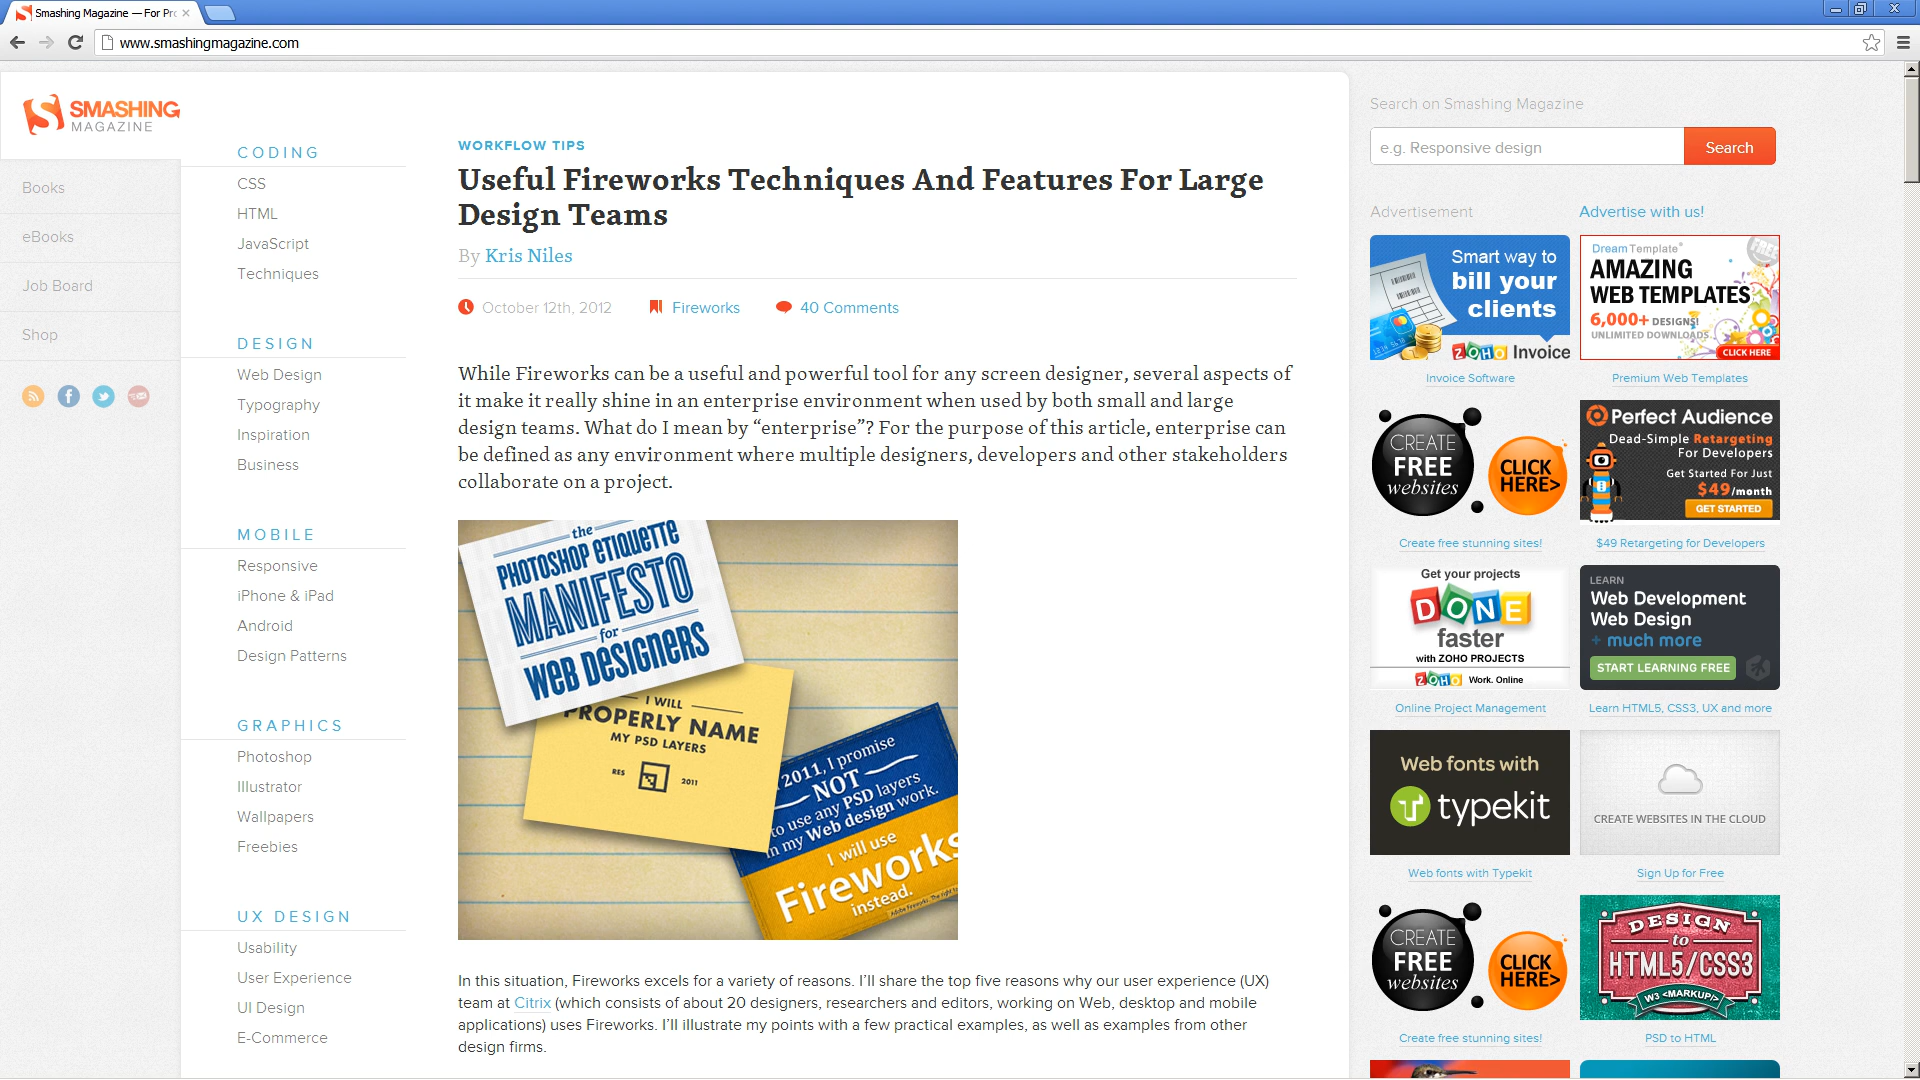 Smashing Magazine — For Pr
www.smashingmagazine.com
SMASHING
MAGAZINE
Books
eBooks
Job Board
Shop
CODING
CSS
HTML
JavaScript
Techniques
DESIGN
Web Design
Typography
Inspiration
Business
MOBILE
Responsive
iPhone & iPad
Android
Design Patterns
GRAPHICS
Photoshop
Illustrator
Wallpapers
Freebies
UX DESIGN
Usability
User Experience
UI Design
E-Commerce
WORKFLOW TIPS
Useful Fireworks Techniques And Features For Large
Design Teams
By Kris Niles
October 12th, 2012 Fireworks 40 Comments
While Fireworks can be a useful and powerful tool for any screen designer, several aspects of
it make it really shine in an enterprise environment when used by both small and large
design teams. What do I mean by “enterprise”? For the purpose of this article, enterprise can
be defined as any environment where multiple designers, developers and other stakeholders
collaborate on a project.
the
PHOTOSHOP ETIQUETTE
MANIFESTO
for
WEB DESIGNERS
I WILL
PROPERLY NAME
MY PSD LAYERS
RES 2011
2011, I promise
NOT
to use any PSD layers
in my Web design work.
I will use
Fireworks
instead.
In this situation, Fireworks excels for a variety of reasons. I’ll share the top five reasons why our user experience (UX)
team at Citrix (which consists of about 20 designers, researchers and editors, working on Web, desktop and mobile
applications) uses Fireworks. I’ll illustrate my points with a few practical examples, as well as examples from other
design firms.
Search on Smashing Magazine
e.g. Responsive design
Search
Advertisement
Advertise with us!
Smart way to
bill your
clients
ZOHO Invoice
Invoice Software
DreamTemplate
FREE
AMAZING
WEB TEMPLATES
6,000+ DESIGNS!
UNLIMITED DOWNLOADS
CLICK HERE
Premium Web Templates
CREATE
FREE
websites
CLICK
HERE>
Create free stunning sites!
Perfect Audience
Dead-Simple Retargeting
For Developers
Get Started For Just
$49/month
GET STARTED
$49 Retargeting for Developers
Get your projects
DONE
faster
with ZOHO PROJECTS
ZOHO Work. Online
Online Project Management
LEARN
Web Development
Web Design
+ much more
START LEARNING FREE
Learn HTML5, CSS3, UX and more
Web fonts with
typekit
Web fonts with Typekit
CREATE WEBSITES IN THE CLOUD
Sign Up for Free
CREATE
FREE
websites
CLICK
HERE>
Create free stunning sites!
DESIGN
to
HTML5/CSS3
W3 <MARKUP/>
PSD to HTML